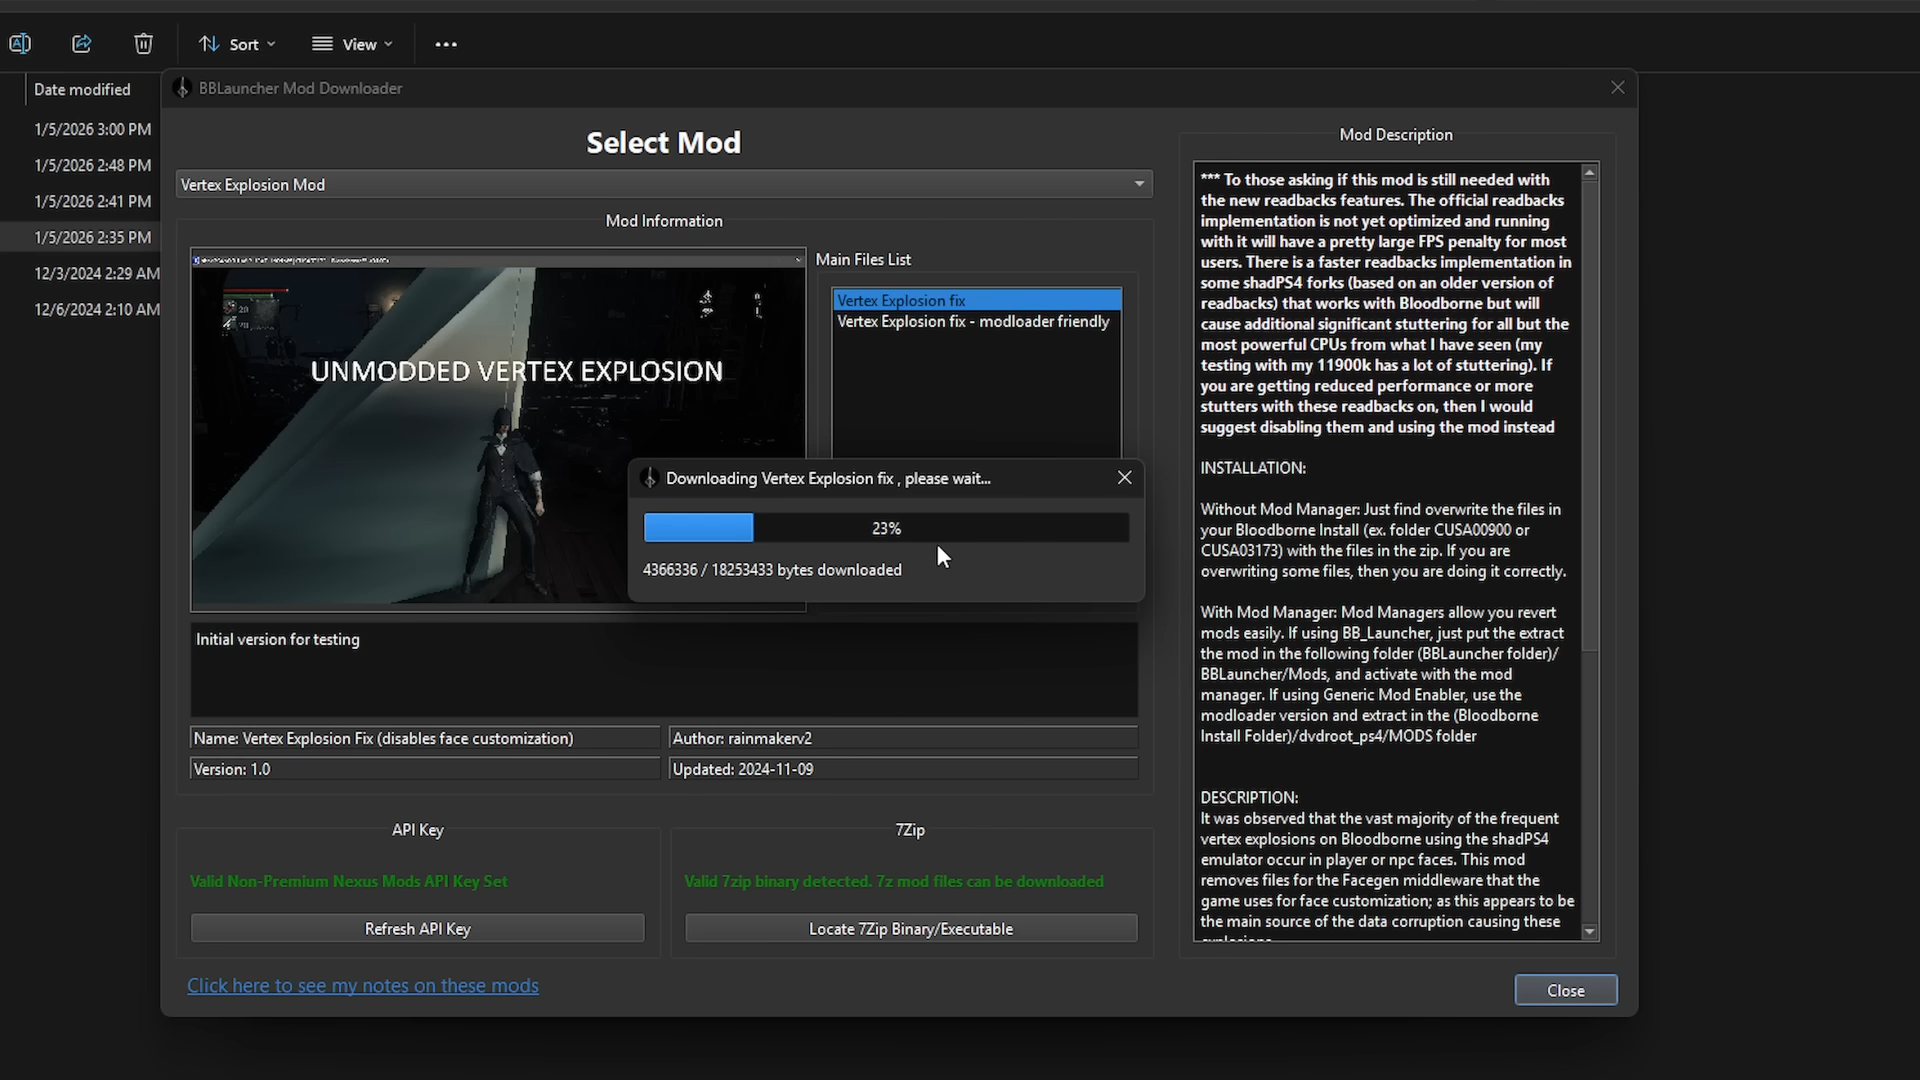 Sort
View
Date modified
1/5/2026 3:00 PM
1/5/2026 2:48 PM
1/5/2026 2:41 PM
1/5/2026 2:35 PM
12/3/2024 2:29 AM
12/6/2024 2:10 AM
BBLauncher Mod Downloader
Select Mod
Vertex Explosion Mod
Mod Information
UNMODDED VERTEX EXPLOSION
Main Files List
Vertex Explosion fix
Vertex Explosion fix - modloader friendly
Downloading Vertex Explosion fix , please wait...
23%
4366336 / 18253433 bytes downloaded
Initial version for testing
Name: Vertex Explosion Fix (disables face customization)
Author: rainmakerv2
Version: 1.0
Updated: 2024-11-09
API Key
Valid Non-Premium Nexus Mods API Key Set
Refresh API Key
7Zip
Valid 7zip binary detected. 7z mod files can be downloaded
Locate 7Zip Binary/Executable
Click here to see my notes on these mods
Mod Description
*** To those asking if this mod is still needed with
the new readbacks features. The official readbacks
implementation is not yet optimized and running
with it will have a pretty large FPS penalty for most
users. There is a faster readbacks implementation in
some shadPS4 forks (based on an older version of
readbacks) that works with Bloodborne but will
cause additional significant stuttering for all but the
most powerful CPUs from what I have seen (my
testing with my 11900k has a lot of stuttering). If
you are getting reduced performance or more
stutters with these readbacks on, then I would
suggest disabling them and using the mod instead
INSTALLATION:
Without Mod Manager: Just find overwrite the files in
your Bloodborne Install (ex. folder CUSA00900 or
CUSA03173) with the files in the zip. If you are
overwriting some files, then you are doing it correctly.
With Mod Manager: Mod Managers allow you revert
mods easily. If using BB_Launcher, just put the extract
the mod in the following folder (BBLauncher folder)/
BBLauncher/Mods, and activate with the mod
manager. If using Generic Mod Enabler, use the
modloader version and extract in the (Bloodborne
Install Folder)/dvdroot_ps4/MODS folder
DESCRIPTION:
It was observed that the vast majority of the frequent
vertex explosions on Bloodborne using the shadPS4
emulator occur in player or npc faces. This mod
removes files for the Facegen middleware that the
game uses for face customization; as this appears to be
the main source of the data corruption causing these
Close